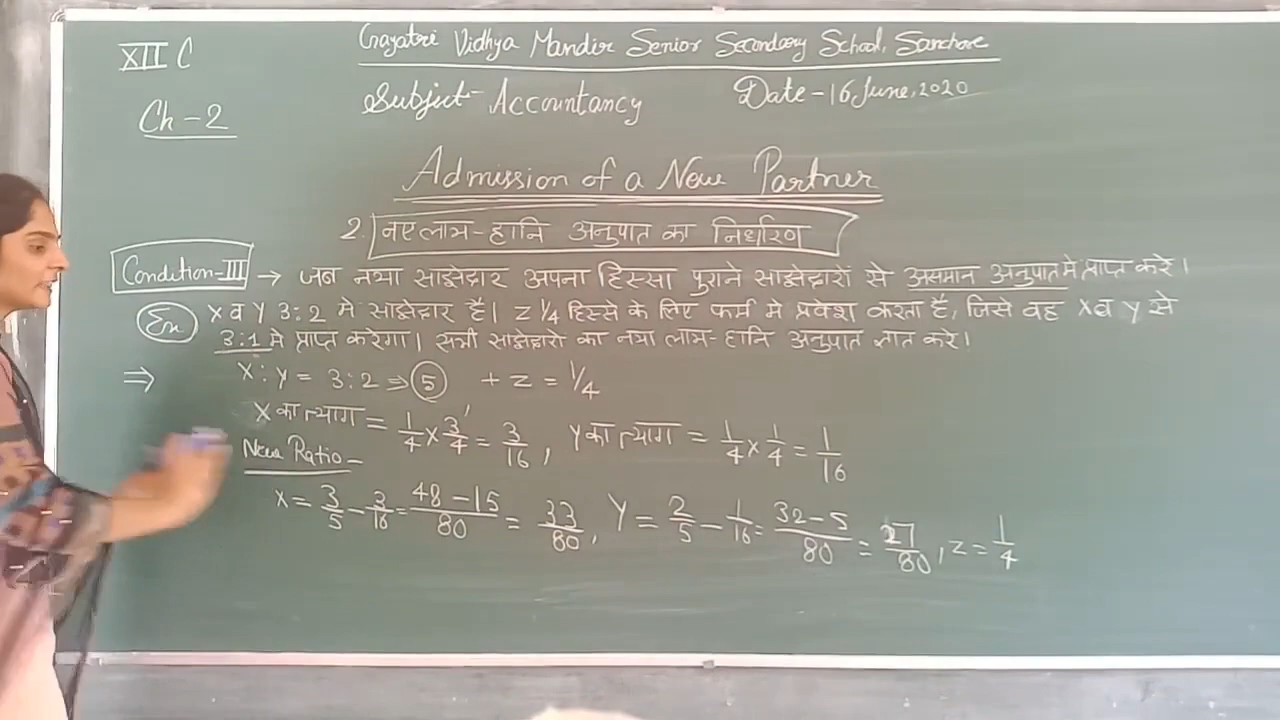 XII C
Gayatri Vidhya Mandir Senior Secondary School, Sanchore
Ch-2
Subject- Accountancy
Date-16 June, 2020
Admission of a New Partner
2. नए लाभ-हानि अनुपात का निर्धारण
Condition-III → जब नया साझेदार अपना हिस्सा पुराने साझेदारों से असमान अनुपात मे प्राप्त करे।
Ex X व Y 3:2 मे साझेदार है। Z 1/4 हिस्से के लिए फर्म मे प्रवेश करता है, जिसे वह X व Y से
3:1 मे प्राप्त करेगा। सभी साझेदारो का नया लाभ-हानि अनुपात ज्ञात करे।
⇒ X:Y = 3:2 ⇒ 5 + Z = 1/4
X का त्याग = 1/4 × 3/4 = 3/16, Y का त्याग = 1/4 × 1/4 = 1/16
New Ratio-
X = 3/5 - 3/16 = 48-15/80 = 33/80, Y = 2/5 - 1/16 = 32-5/80 = 27/80, Z = 1/4